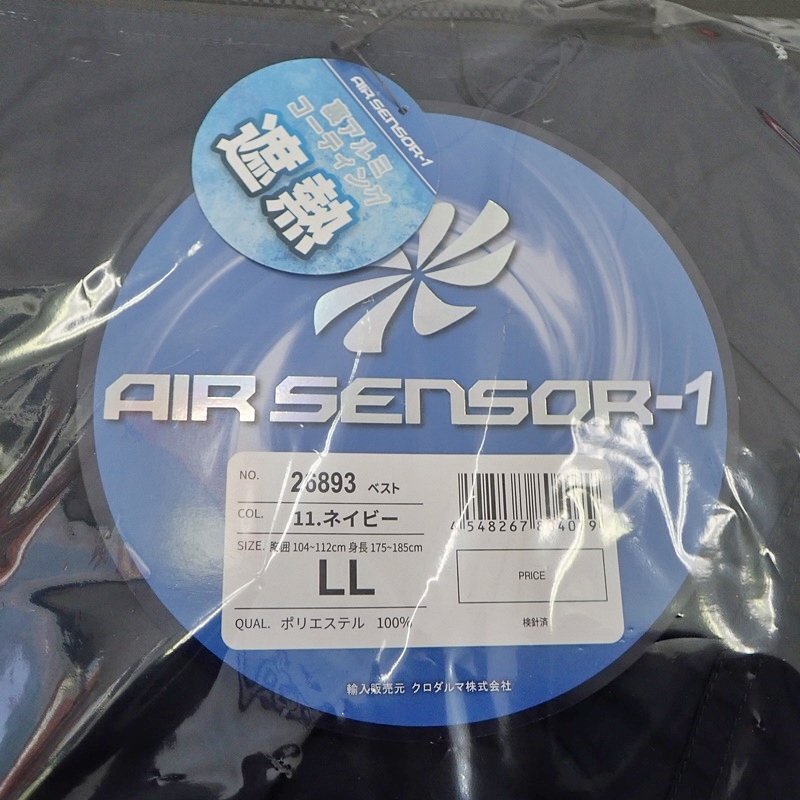 AIR SENSOR-1
裏アルミ
コーティング
遮熱
AIR SENSOR-1
NO. 26893 ベスト
COL. 11.ネイビー
SIZE. 胸囲 104~112cm 身長 175~185cm
LL
QUAL. ポリエステル 100%
PRICE
検針済
輸入販売元 クロダルマ株式会社